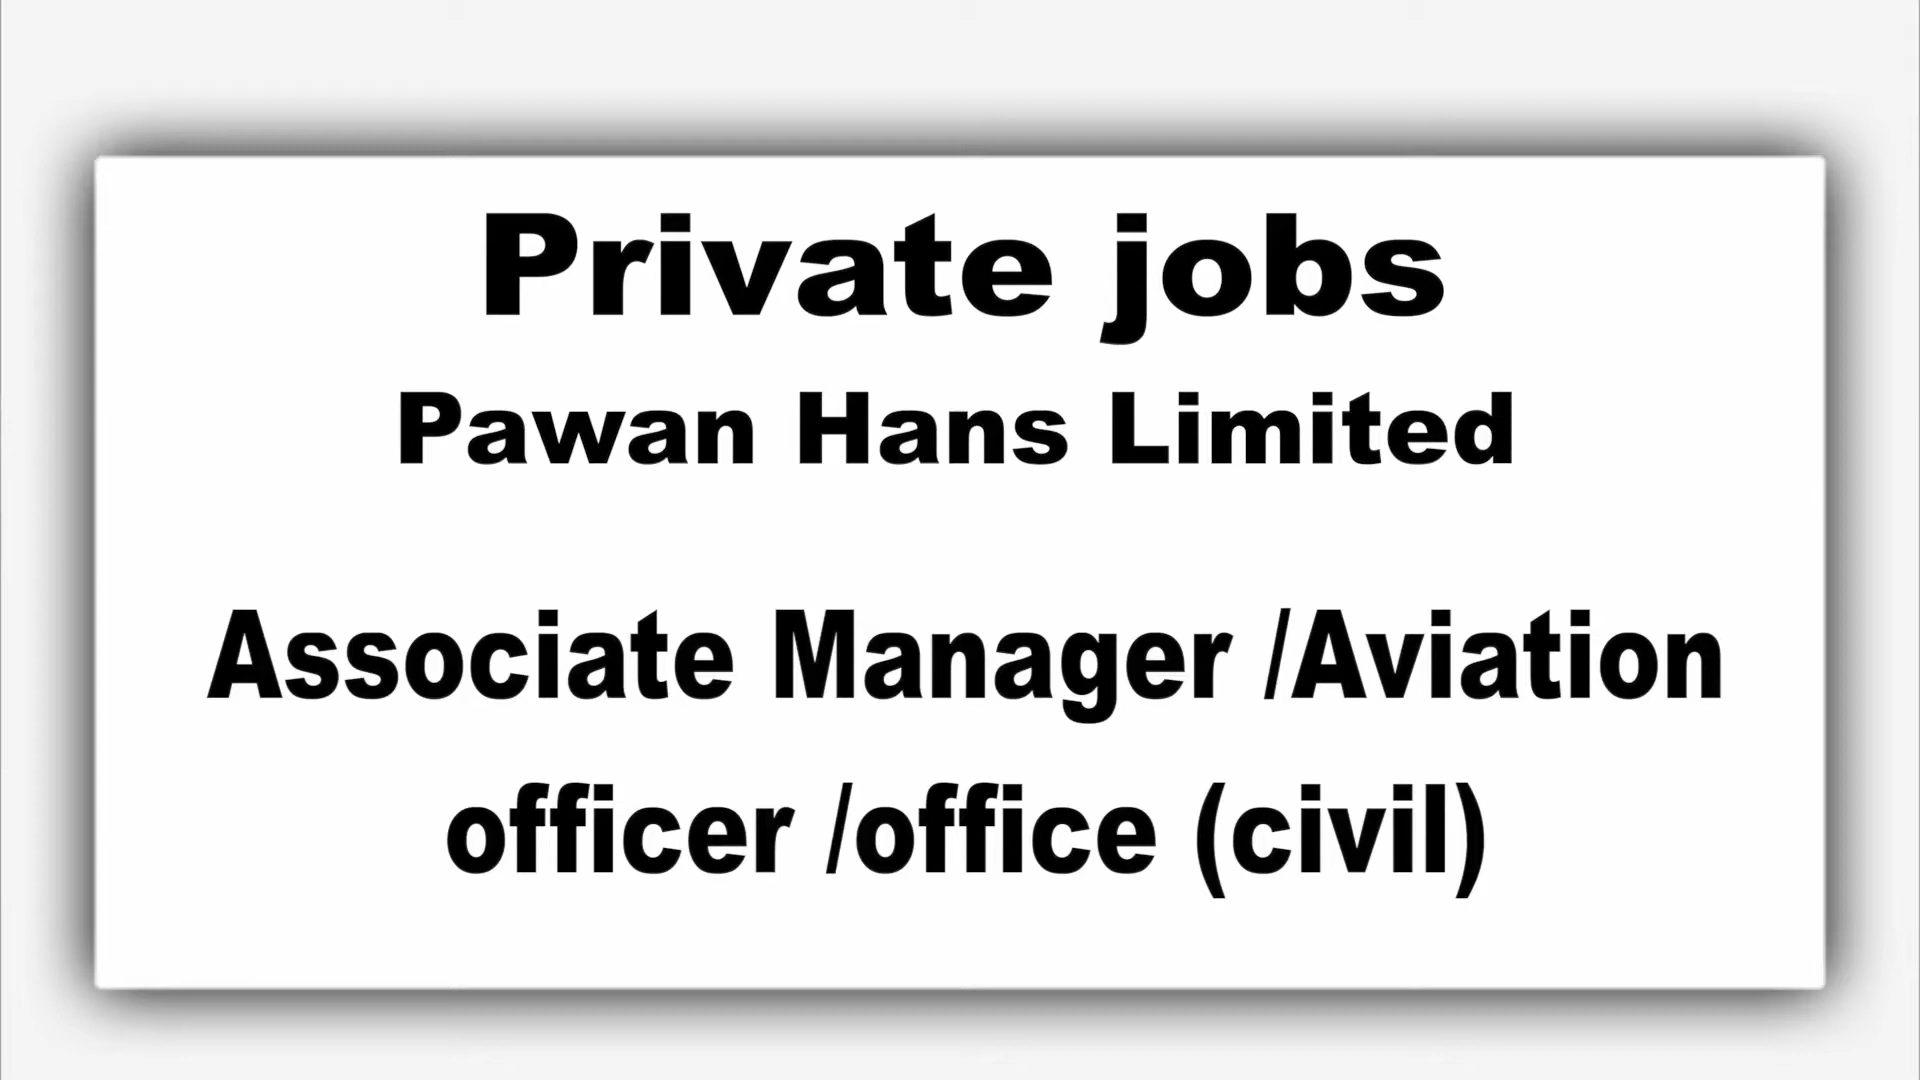 Private jobs
Pawan Hans Limited
Associate Manager /Aviation
officer /office (civil)